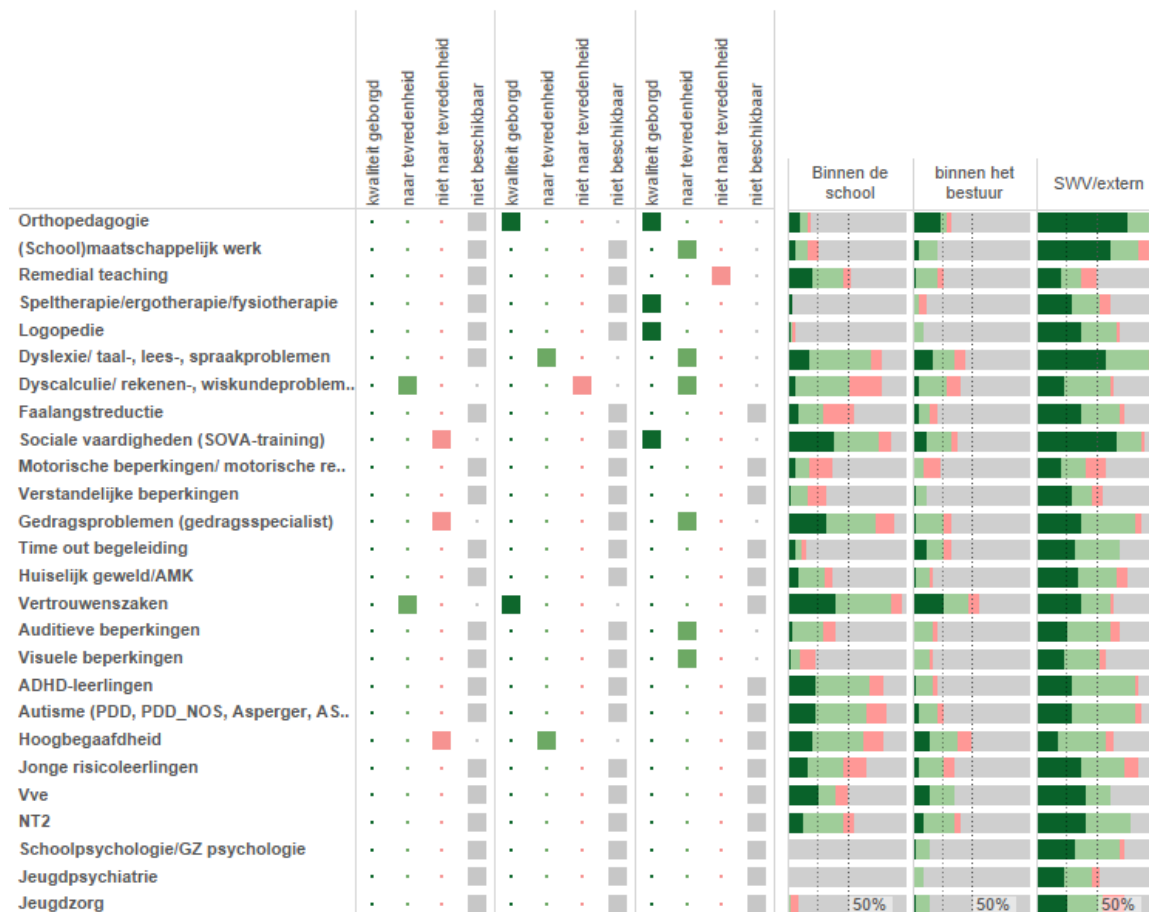 kwaliteit geborgd
naar tevredenheid
niet naar tevredenheid
niet beschikbaar
kwaliteit geborgd
naar tevredenheid
niet naar tevredenheid
niet beschikbaar
kwaliteit geborgd
naar tevredenheid
niet naar tevredenheid
niet beschikbaar
Binnen de
school
binnen het
bestuur
SWV/extern
Orthopedagogie
(School)maatschappelijk werk
Remedial teaching
Speltherapie/ergotherapie/fysiotherapie
Logopedie
Dyslexie/ taal-, lees-, spraakproblemen
Dyscalculie/ rekenen-, wiskundeproblem..
Faalangstreductie
Sociale vaardigheden (SOVA-training)
Motorische beperkingen/ motorische re..
Verstandelijke beperkingen
Gedragsproblemen (gedragsspecialist)
Time out begeleiding
Huiselijk geweld/AMK
Vertrouwenszaken
Auditieve beperkingen
Visuele beperkingen
ADHD-leerlingen
Autisme (PDD, PDD_NOS, Asperger, AS..
Hoogbegaafdheid
Jonge risicoleerlingen
Vve
NT2
Schoolpsychologie/GZ psychologie
Jeugdpsychiatrie
Jeugdzorg
50%
50%
50%